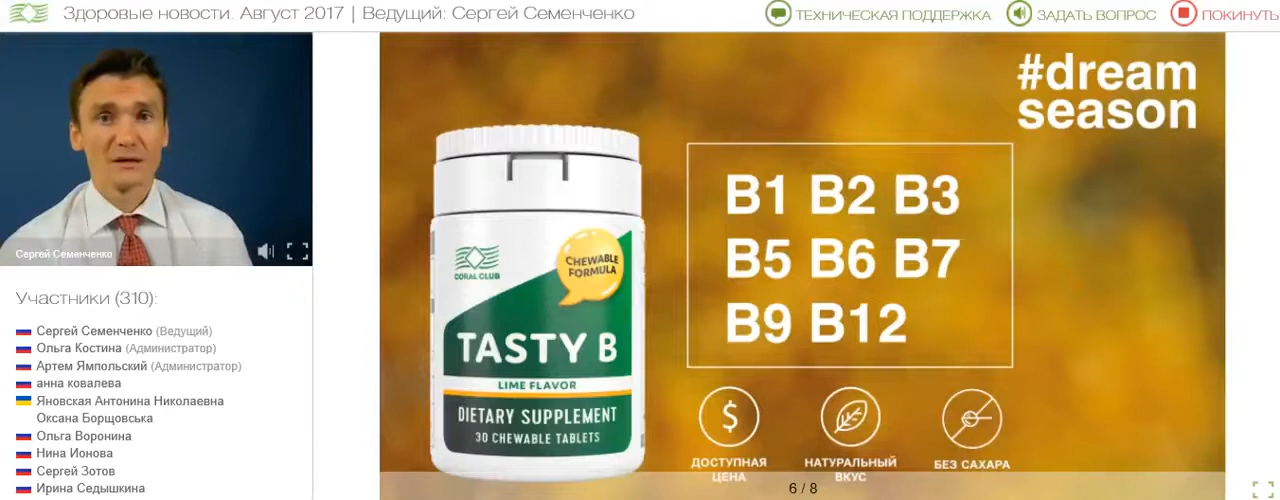 Здоровые новости. Август 2017 | Ведущий: Сергей Семенченко
ТЕХНИЧЕСКАЯ ПОДДЕРЖКА
ЗАДАТЬ ВОПРОС
ПОКИНУТЬ
Сергей Семенченко
Участники (310):
Сергей Семенченко (Ведущий)
Ольга Костина (Администратор)
Артем Ямпольский (Администратор)
анна ковалева
Яновская Антонина Николаевна
Оксана Борщовська
Ольга Воронина
Нина Ионова
Сергей Зотов
Ирина Седышкина
#dream
season
CORAL CLUB
CHEWABLE
FORMULA
TASTY B
LIME FLAVOR
DIETARY SUPPLEMENT
30 CHEWABLE TABLETS
B1 B2 B3
B5 B6 B7
B9 B12
$
ДОСТУПНАЯ
ЦЕНА
НАТУРАЛЬНЫЙ
ВКУС
БЕЗ САХАРА
6 / 8